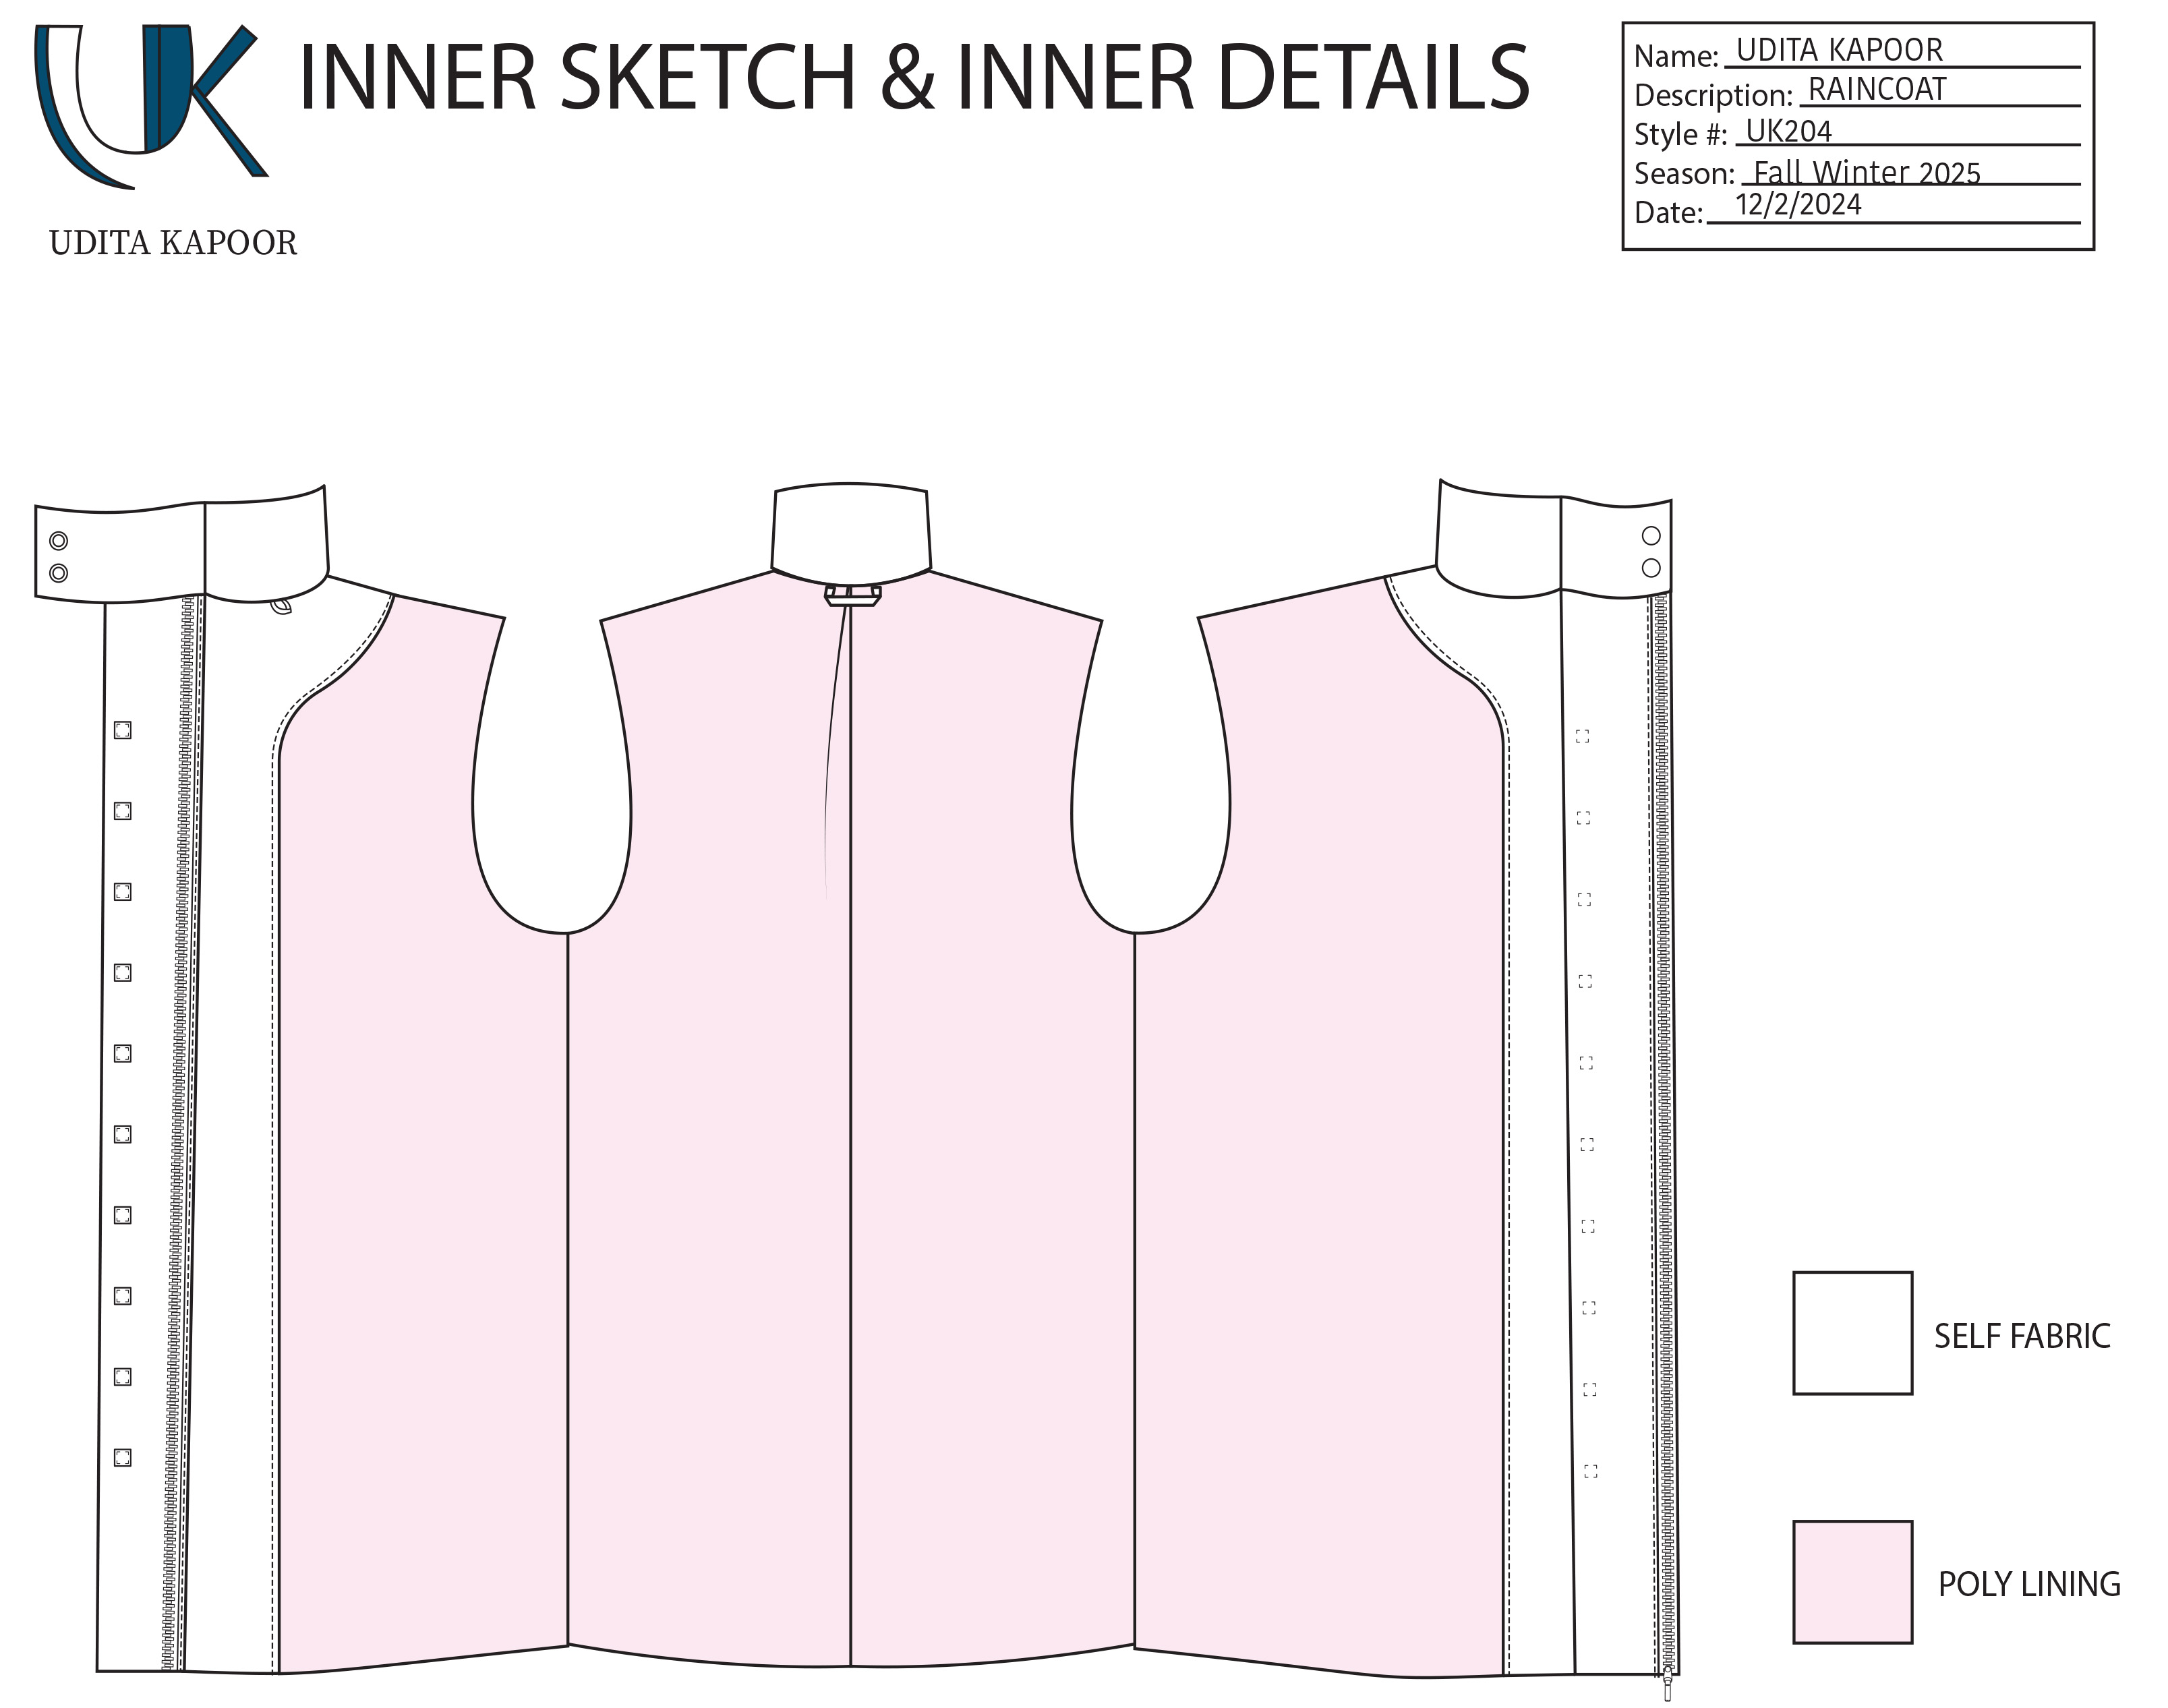 UK
INNER SKETCH & INNER DETAILS
UDITA KAPOOR
Name: UDITA KAPOOR
Description: RAINCOAT
Style #: UK204
Season: Fall Winter 2025
Date: 12/2/2024
SELF FABRIC
POLY LINING